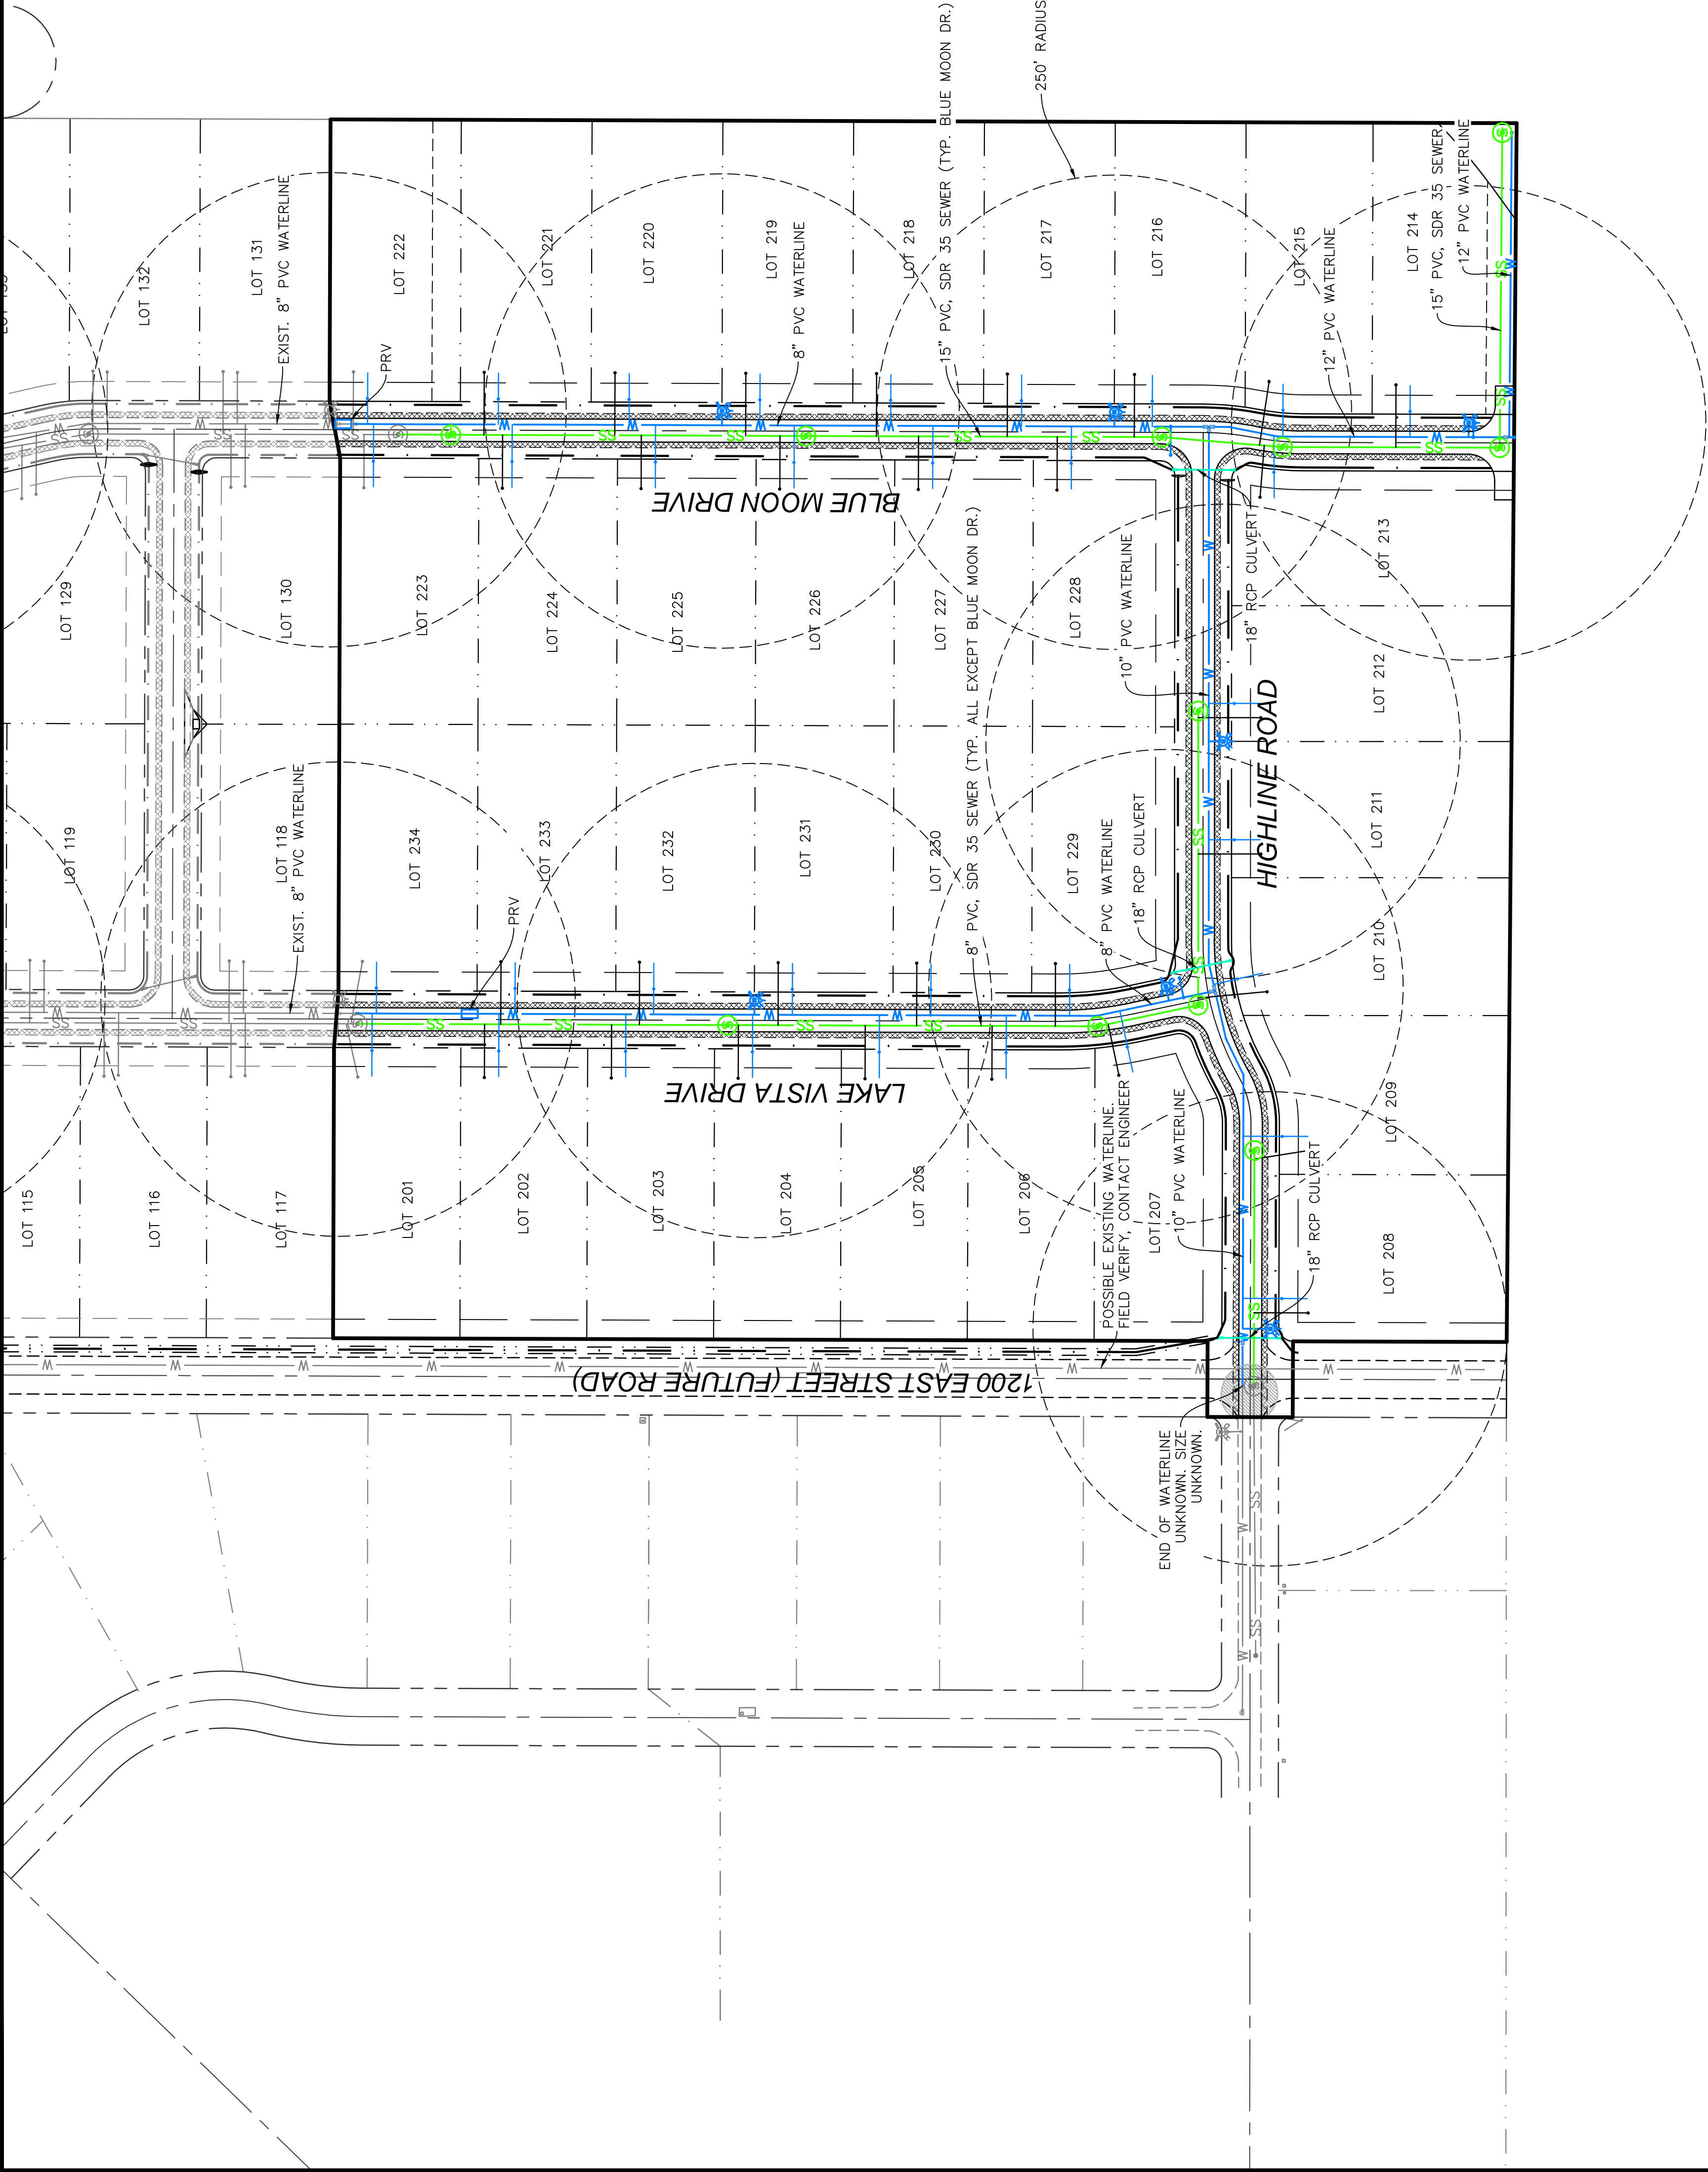 250' RADIUS
15" PVC, SDR 35 SEWER (TYP. BLUE MOON DR.)
LOT 132
LOT 131
EXIST. 8" PVC WATERLINE
PRV
LOT 222
LOT 221
LOT 220
LOT 219
8" PVC WATERLINE
LOT 218
LOT 217
LOT 216
LOT 215
12" PVC WATERLINE
LOT 214
15" PVC, SDR 35 SEWER
12" PVC WATERLINE
BLUE MOON DRIVE
LOT 129
LOT 130
LOT 223
LOT 224
LOT 225
LOT 226
LOT 227
LOT 228
10" PVC WATERLINE
18" RCP CULVERT
LOT 213
LOT 212
LOT 211
LOT 210
LOT 209
LOT 208
HIGHLINE ROAD
LOT 119
LOT 118
EXIST. 8" PVC WATERLINE
LOT 234
LOT 233
PRV
LOT 232
LOT 231
LOT 230
8" PVC, SDR 35 SEWER (TYP. ALL EXCEPT BLUE MOON DR.)
LOT 229
8" PVC WATERLINE
18" RCP CULVERT
LAKE VISTA DRIVE
LOT 115
LOT 116
LOT 117
LOT 201
LOT 202
LOT 203
LOT 204
LOT 205
LOT 206
POSSIBLE EXISTING WATERLINE.
FIELD VERIFY, CONTACT ENGINEER
LOT 207
10" PVC WATERLINE
18" RCP CULVERT
1200 EAST STREET (FUTURE ROAD)
END OF WATERLINE
UNKNOWN. SIZE
UNKNOWN.